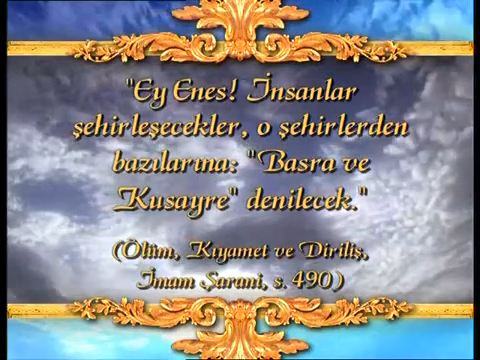 "Ey Enes! İnsanlar
şehirleşecekler, o şehirlerden
bazılarına: "Basra ve
Kusayre" denilecek."
(Ölüm, Kıyamet ve Diriliş,
İmam Şarani, s. 490)